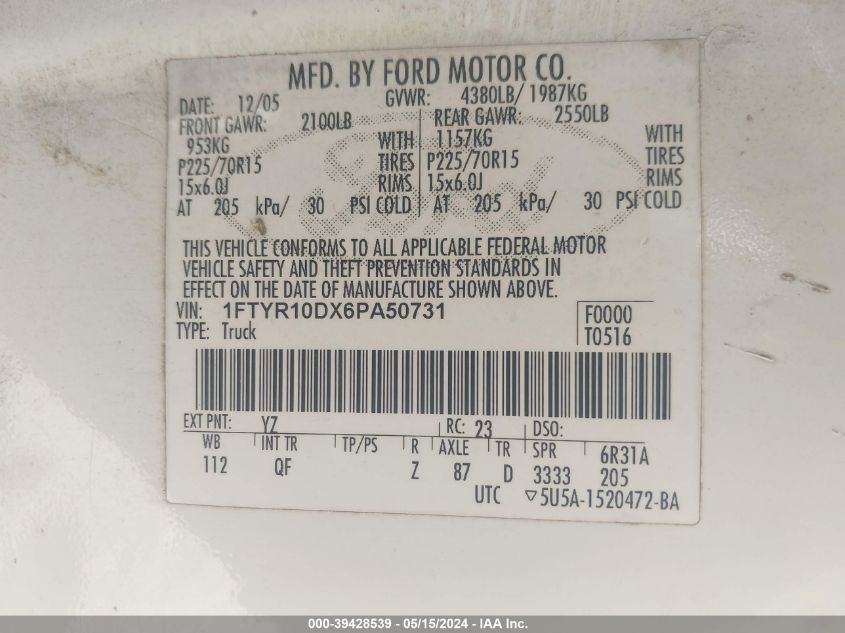 MFD. BY FORD MOTOR CO.
DATE: 12/05 GVWR: 4380LB/ 1987KG
FRONT GAWR: 2100LB REAR GAWR: 2550LB
953KG WITH 1157KG WITH
P225/70R15 TIRES P225/70R15 TIRES
15x6.0J RIMS 15x6.0J RIMS
AT 205 kPa/ 30 PSI COLD AT 205 kPa/ 30 PSI COLD
Ford
THIS VEHICLE CONFORMS TO ALL APPLICABLE FEDERAL MOTOR
VEHICLE SAFETY AND THEFT PREVENTION STANDARDS IN
EFFECT ON THE DATE OF MANUFACTURE SHOWN ABOVE.
VIN: 1FTYR10DX6PA50731 F0000
TYPE: Truck T0516
EXT PNT: YZ RC: 23 DSO:
WB INT TR TP/PS R AXLE TR SPR 6R31A
112 QF Z 87 D 3333 205
UTC ▽5U5A-1520472-BA
000-39428539 - 05/15/2024 - IAA Inc.